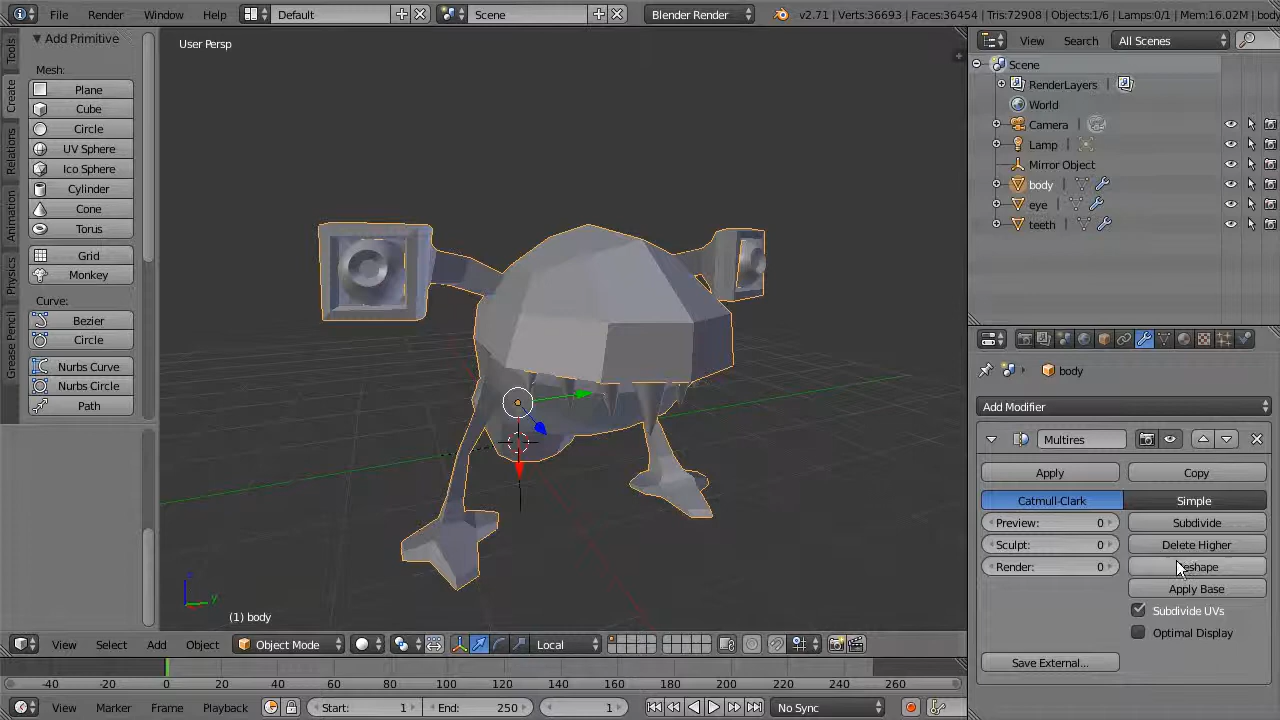 File Render Window Help Default Scene Blender Render v2.71 | Verts:36693 | Faces:36454 | Tris:72908 | Objects:1/6 | Lamps:0/1 | Mem:16.02M | body
Add Primitive
Mesh:
Plane
Cube
Circle
UV Sphere
Ico Sphere
Cylinder
Cone
Torus
Grid
Monkey
Curve:
Bezier
Circle
Nurbs Curve
Nurbs Circle
Path
Tools
Create
Relations
Animation
Physics
Grease Pencil
User Persp
(1) body
View Select Add Object Object Mode Local
-40 -20 0 20 40 60 80 100 120 140 160 180 200 220 240 260
View Marker Frame Playback Start: 1 End: 250 1 No Sync
View Search All Scenes
Scene
RenderLayers
World
Camera
Lamp
Mirror Object
body
eye
teeth
body
Add Modifier
Multires
Apply Copy
Catmull-Clark Simple
Preview: 0 Subdivide
Sculpt: 0 Delete Higher
Render: 0
Apply Base
Subdivide UVs
Optimal Display
Save External...
x
y